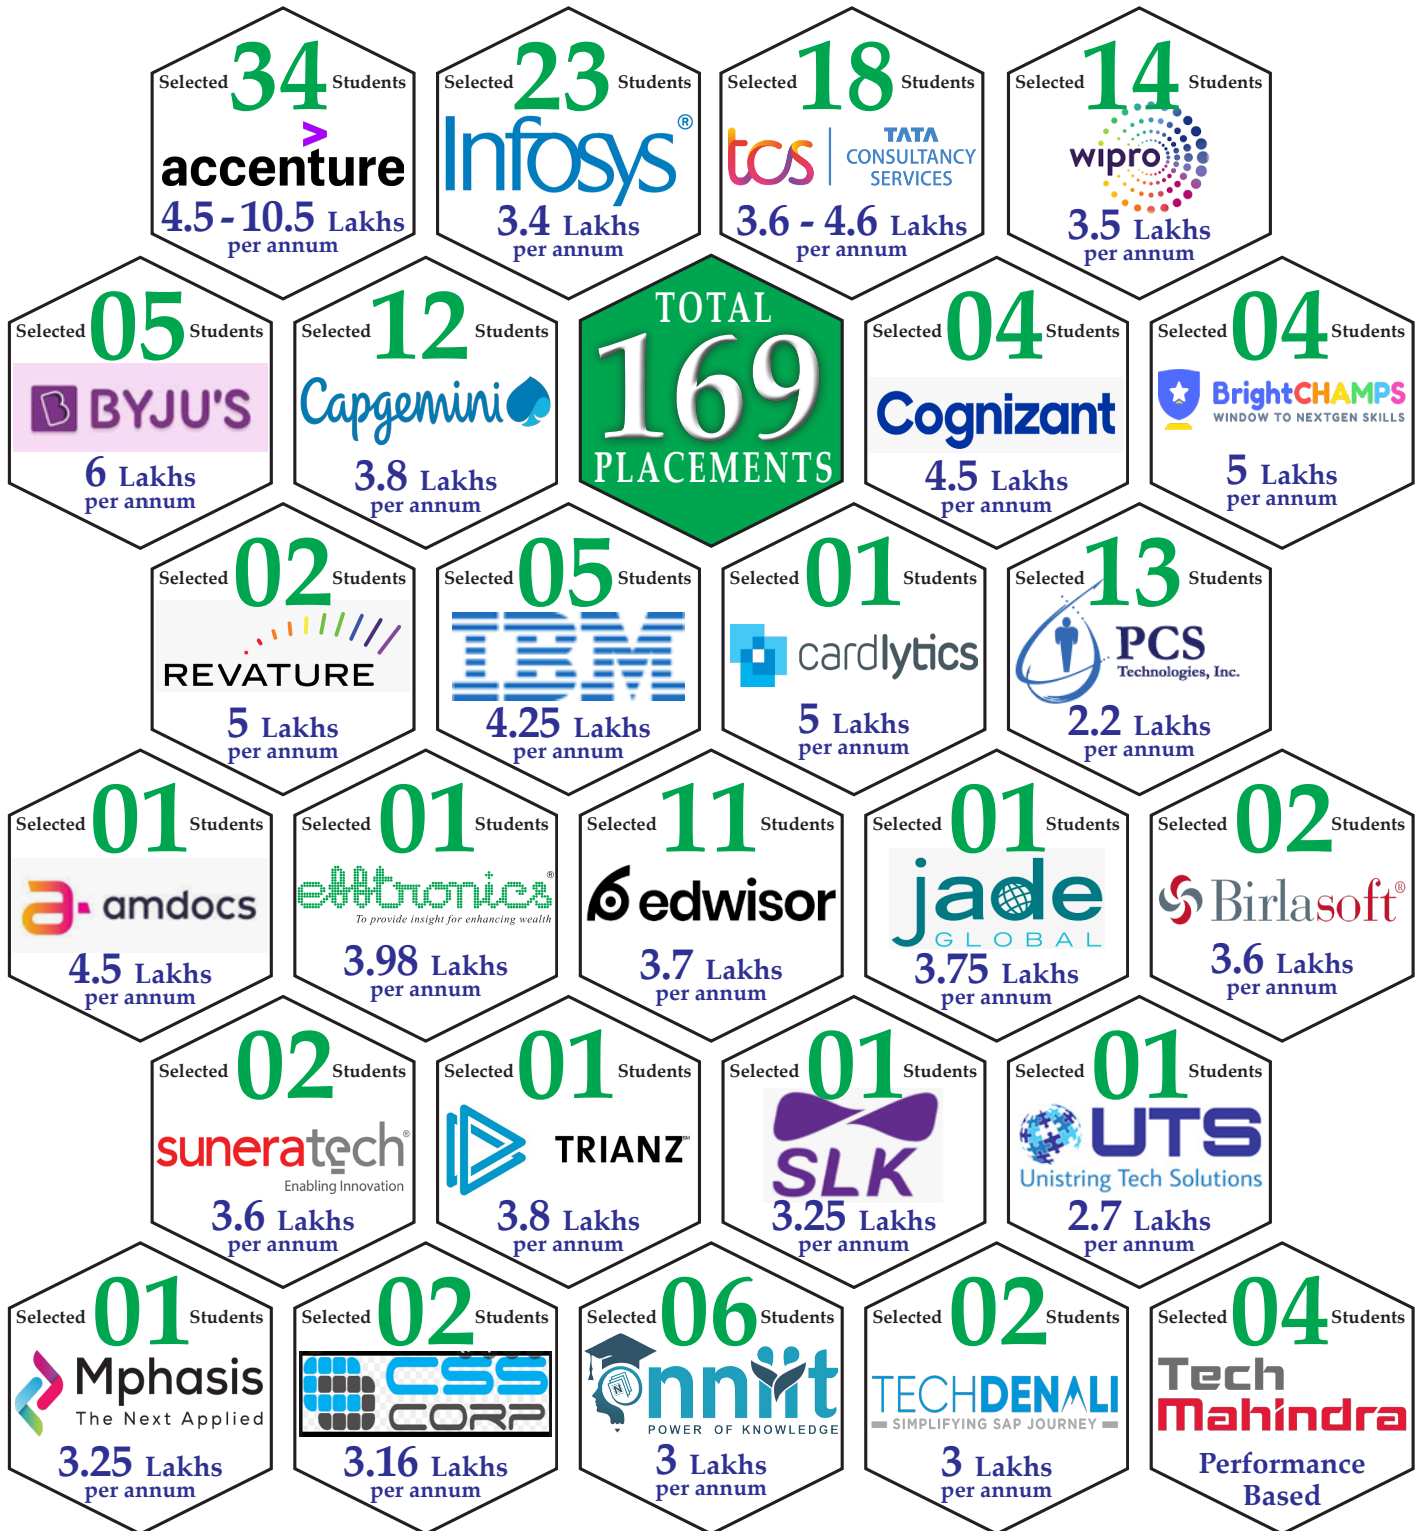 Selected 34 Students
accenture
4.5 - 10.5 Lakhs
per annum
Selected 23 Students
Infosys®
3.4 Lakhs
per annum
Selected 18 Students
tcs TATA
CONSULTANCY
SERVICES
3.6 - 4.6 Lakhs
per annum
Selected 14 Students
wipro
3.5 Lakhs
per annum
Selected 05 Students
BYJU'S
6 Lakhs
per annum
Selected 12 Students
Capgemini
3.8 Lakhs
per annum
TOTAL
169
PLACEMENTS
Selected 04 Students
Cognizant
4.5 Lakhs
per annum
Selected 04 Students
BrightCHAMPS
WINDOW TO NEXTGEN SKILLS
5 Lakhs
per annum
Selected 02 Students
REVATURE
5 Lakhs
per annum
Selected 05 Students
IBM
4.25 Lakhs
per annum
Selected 01 Students
cardlytics
5 Lakhs
per annum
Selected 13 Students
PCS
Technologies, Inc.
2.2 Lakhs
per annum
Selected 01 Students
amdocs
4.5 Lakhs
per annum
Selected 01 Students
efftronics®
To provide insight for enhancing wealth
3.98 Lakhs
per annum
Selected 11 Students
edwisor
3.7 Lakhs
per annum
Selected 01 Students
jade
GLOBAL
3.75 Lakhs
per annum
Selected 02 Students
Birlasoft®
3.6 Lakhs
per annum
Selected 02 Students
suneratech®
Enabling Innovation
3.6 Lakhs
per annum
Selected 01 Students
TRIANZ℠
3.8 Lakhs
per annum
Selected 01 Students
SLK
3.25 Lakhs
per annum
Selected 01 Students
UTS
Unistring Tech Solutions
2.7 Lakhs
per annum
Selected 01 Students
Mphasis
The Next Applied
3.25 Lakhs
per annum
Selected 02 Students
CSS
CORP
3.16 Lakhs
per annum
Selected 06 Students
nniit
POWER OF KNOWLEDGE
3 Lakhs
per annum
Selected 02 Students
TECHDENALI
SIMPLIFYING SAP JOURNEY
3 Lakhs
per annum
Selected 04 Students
Tech
Mahindra
Performance
Based